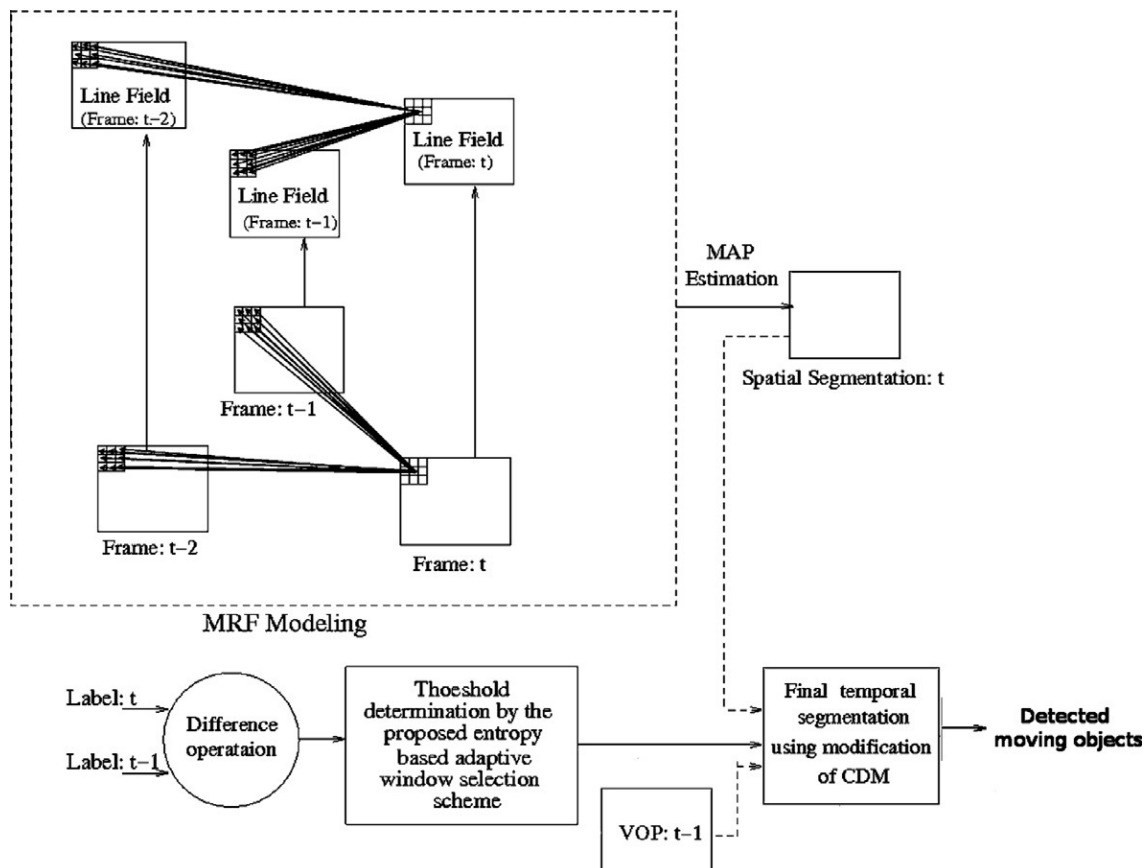 Line Field
(Frame: t-2)
Line Field
(Frame: t)
Line Field
(Frame: t-1)
Frame: t-1
Frame: t-2
Frame: t
MRF Modeling
MAP
Estimation
Spatial Segmentation: t
Label: t
Label: t-1
Difference
operataion
Thoeshold
determination by the
proposed entropy
based adaptive
window selection
scheme
VOP: t-1
Final temporal
segmentation
using modification
of CDM
Detected
moving objects